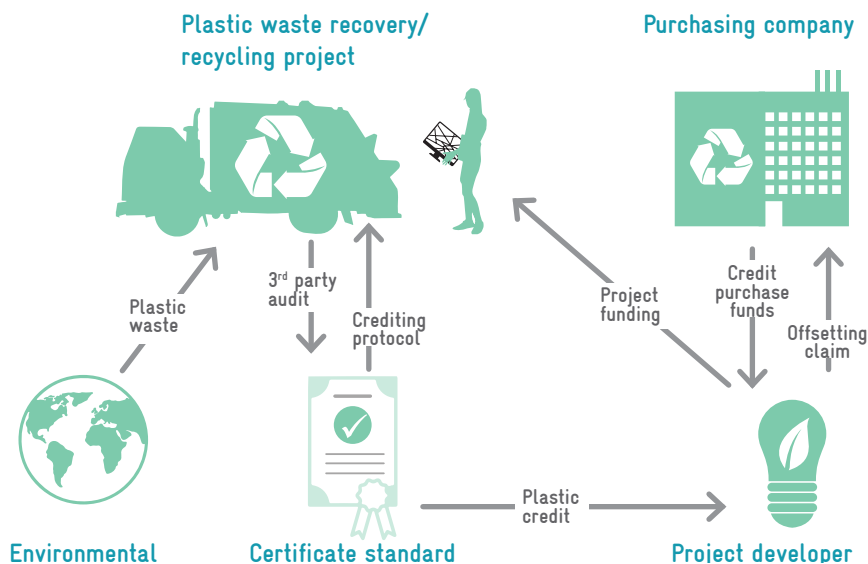 Plastic waste recovery/
recycling project
Purchasing company
3rd party
audit
Plastic
waste
Crediting
protocol
Project
funding
Credit
purchase
funds
Offsetting
claim
Plastic
credit
Environmental
Certificate standard
Project developer